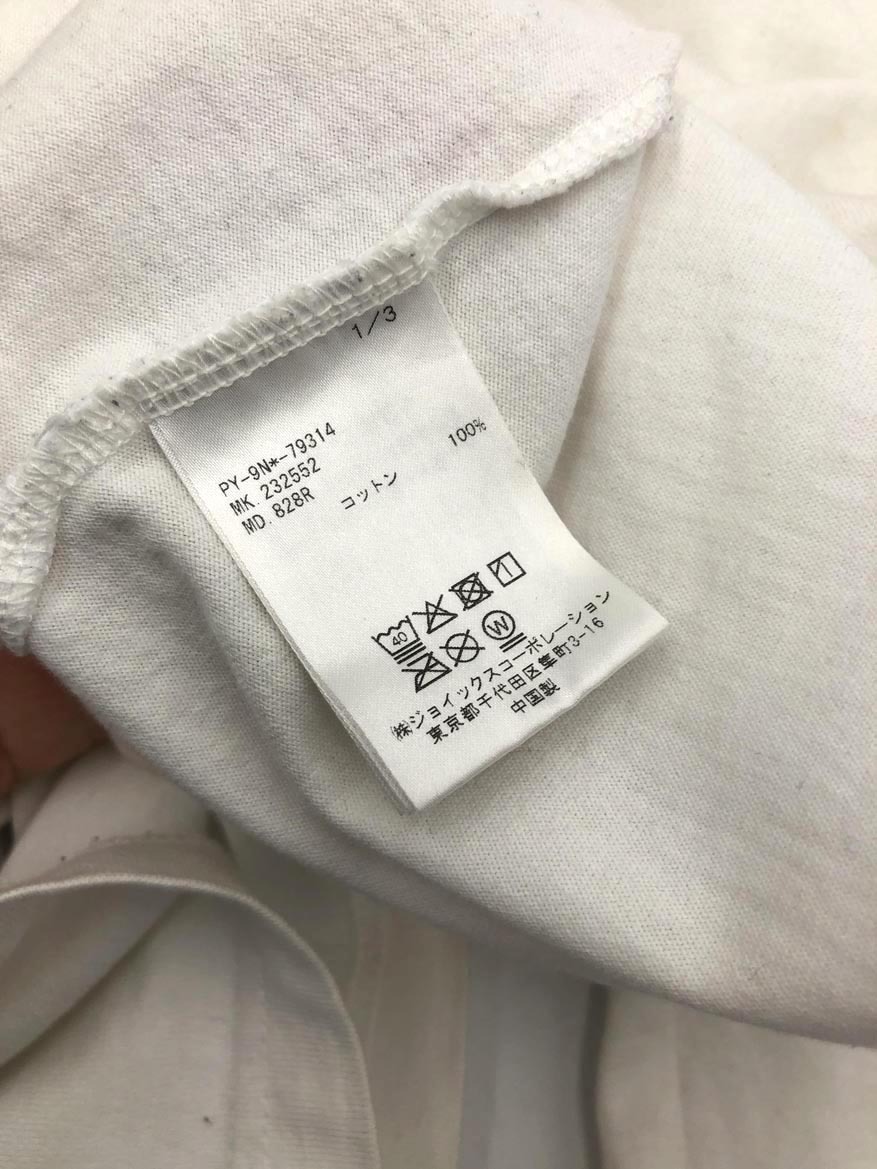 1/3
PY-9N*-79314
MK.232552
MD.828R
コットン 100%
40
W
㈱ジョイックスコーポレーション
東京都千代田区隼町3-16
中国製